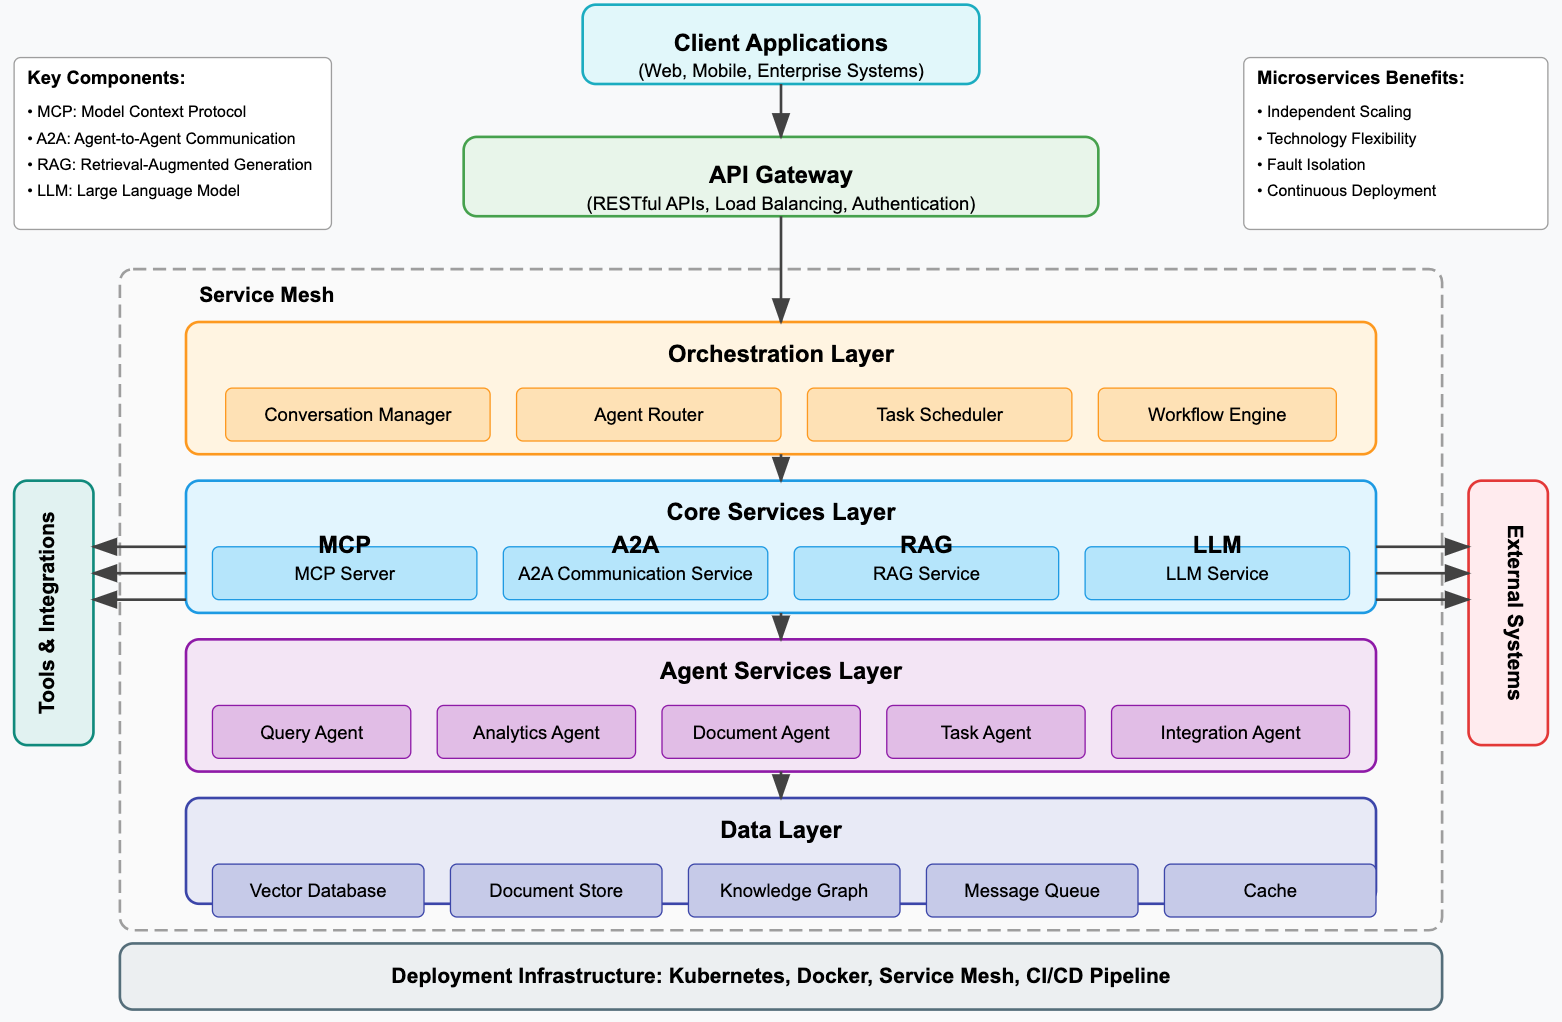 Client Applications
(Web, Mobile, Enterprise Systems)
Key Components:
• MCP: Model Context Protocol
• A2A: Agent-to-Agent Communication
• RAG: Retrieval-Augmented Generation
• LLM: Large Language Model
Microservices Benefits:
• Independent Scaling
• Technology Flexibility
• Fault Isolation
• Continuous Deployment
API Gateway
(RESTful APIs, Load Balancing, Authentication)
Service Mesh
Orchestration Layer
Conversation Manager
Agent Router
Task Scheduler
Workflow Engine
Tools & Integrations
Core Services Layer
MCP
MCP Server
A2A
A2A Communication Service
RAG
RAG Service
LLM
LLM Service
External Systems
Agent Services Layer
Query Agent
Analytics Agent
Document Agent
Task Agent
Integration Agent
Data Layer
Vector Database
Document Store
Knowledge Graph
Message Queue
Cache
Deployment Infrastructure: Kubernetes, Docker, Service Mesh, CI/CD Pipeline